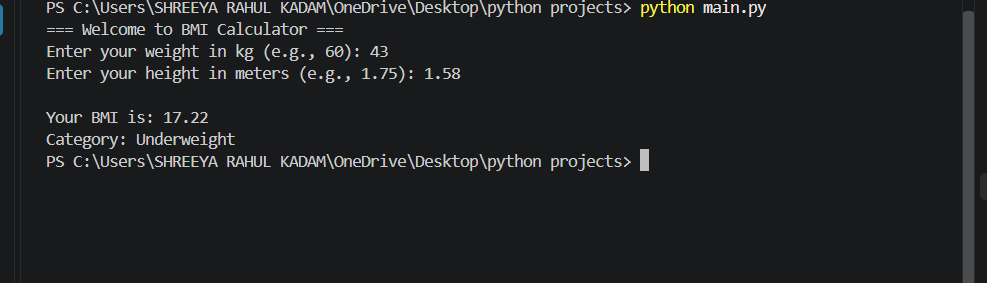 PS C:\Users\SHREEYA RAHUL KADAM\OneDrive\Desktop\python projects> python main.py
=== Welcome to BMI Calculator ===
Enter your weight in kg (e.g., 60): 43
Enter your height in meters (e.g., 1.75): 1.58
Your BMI is: 17.22
Category: Underweight
PS C:\Users\SHREEYA RAHUL KADAM\OneDrive\Desktop\python projects>